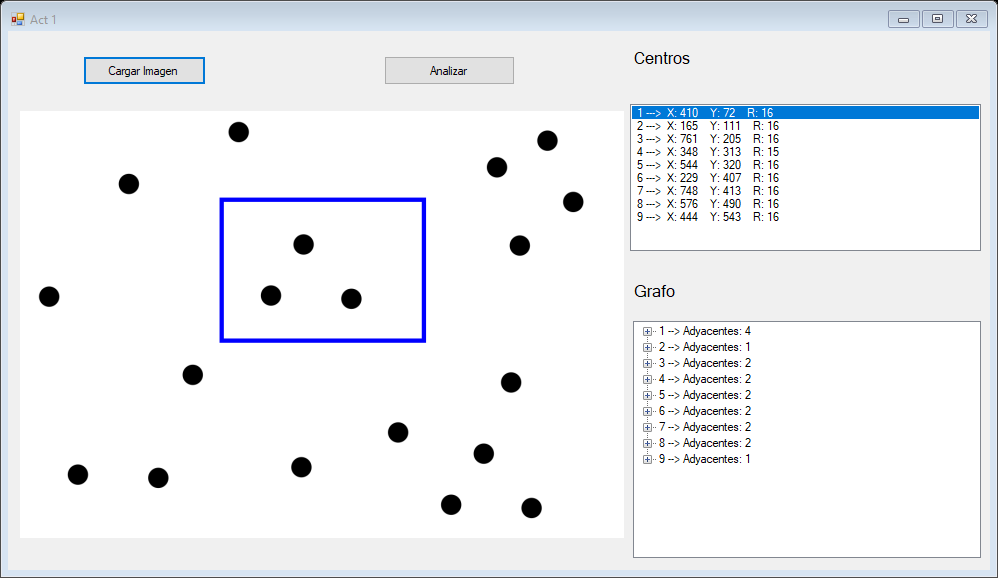 Act 1
Cargar Imagen
Analizar
Centros
1 ---> X: 410 Y: 72 R: 16
2 ---> X: 165 Y: 111 R: 16
3 ---> X: 761 Y: 205 R: 16
4 ---> X: 348 Y: 313 R: 15
5 ---> X: 544 Y: 320 R: 16
6 ---> X: 229 Y: 407 R: 16
7 ---> X: 748 Y: 413 R: 16
8 ---> X: 576 Y: 490 R: 16
9 ---> X: 444 Y: 543 R: 16
Grafo
1 --> Adyacentes: 4
2 --> Adyacentes: 1
3 --> Adyacentes: 2
4 --> Adyacentes: 2
5 --> Adyacentes: 2
6 --> Adyacentes: 2
7 --> Adyacentes: 2
8 --> Adyacentes: 2
9 --> Adyacentes: 1